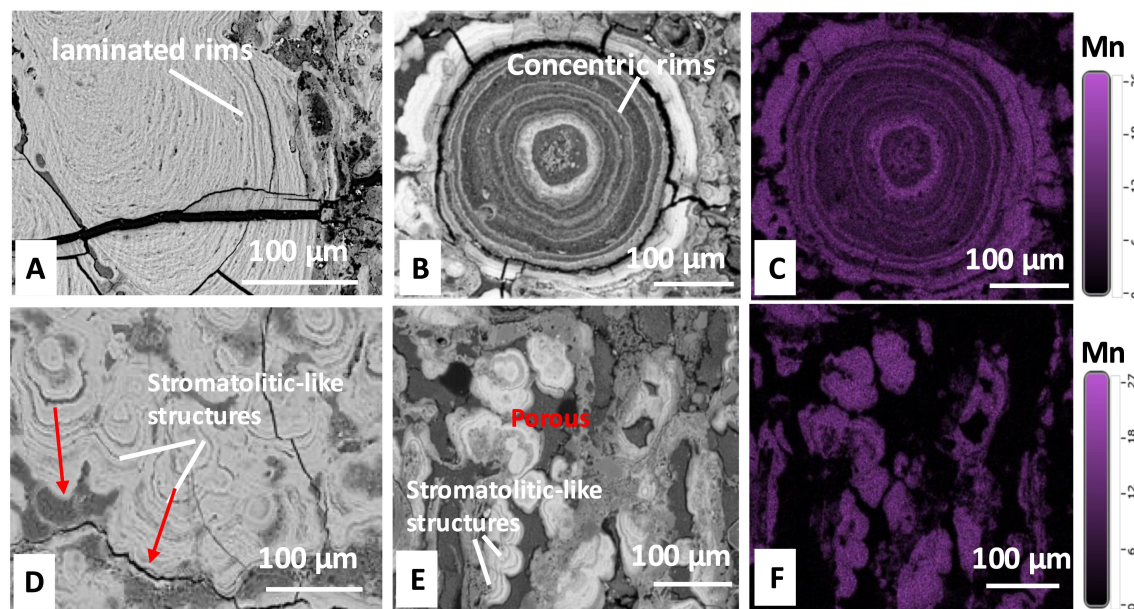 laminated rims
A
100 µm
Concentric rims
B
100 µm
C
100 µm
Mn
Stromatolitic-like
structures
D
100 µm
Porous
Stromatolitic-like
structures
E
100 µm
F
100 µm
Mn
27
18
12
6